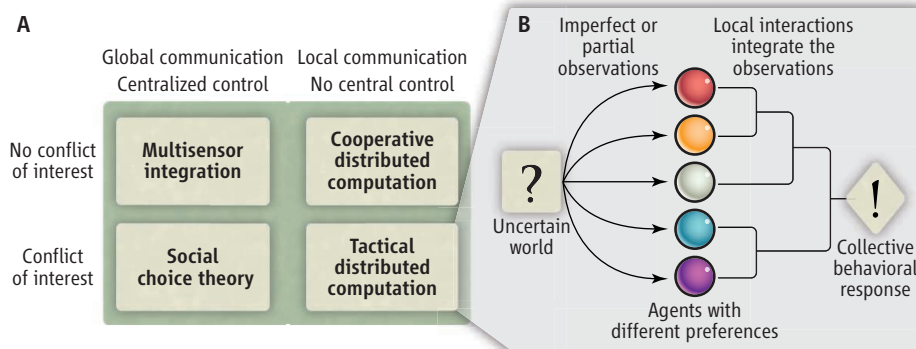 A
Global communication
Centralized control
Local communication
No central control
No conflict
of interest
Multisensor
integration
Cooperative
distributed
computation
Conflict
of interest
Social
choice theory
Tactical
distributed
computation
B
Imperfect or
partial
observations
Local interactions
integrate the
observations
?
Uncertain
world
!
Collective
behavioral
response
Agents with
different preferences